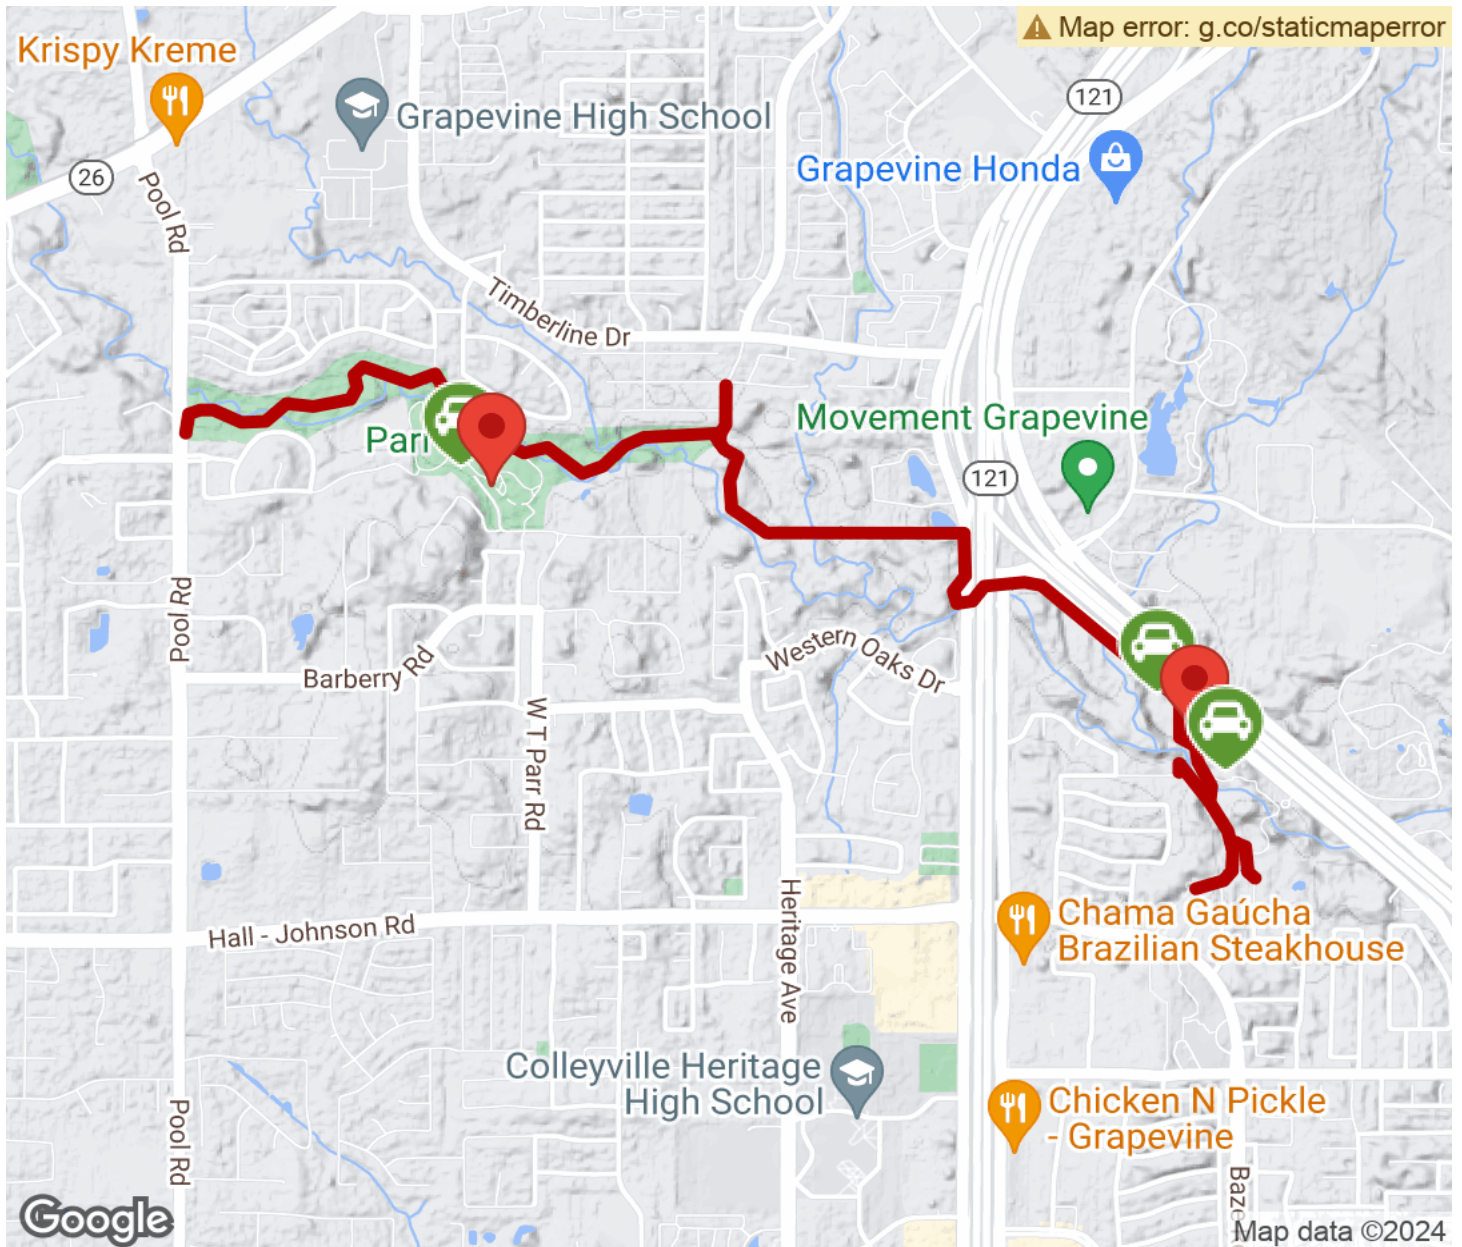 Map error: g.co/staticmaperror
Krispy Kreme
121
Grapevine High School
Grapevine Honda
26
Pool Rd
Timberline Dr
Movement Grapevine
Parr
121
Pool Rd
Barberry Rd
Western Oaks Dr
W T Parr Rd
Heritage Ave
Hall - Johnson Rd
Chama Gaúcha
Brazilian Steakhouse
Colleyville Heritage
High School
Chicken N Pickle
- Grapevine
Pool Rd
Baze
Google
Map data ©2024